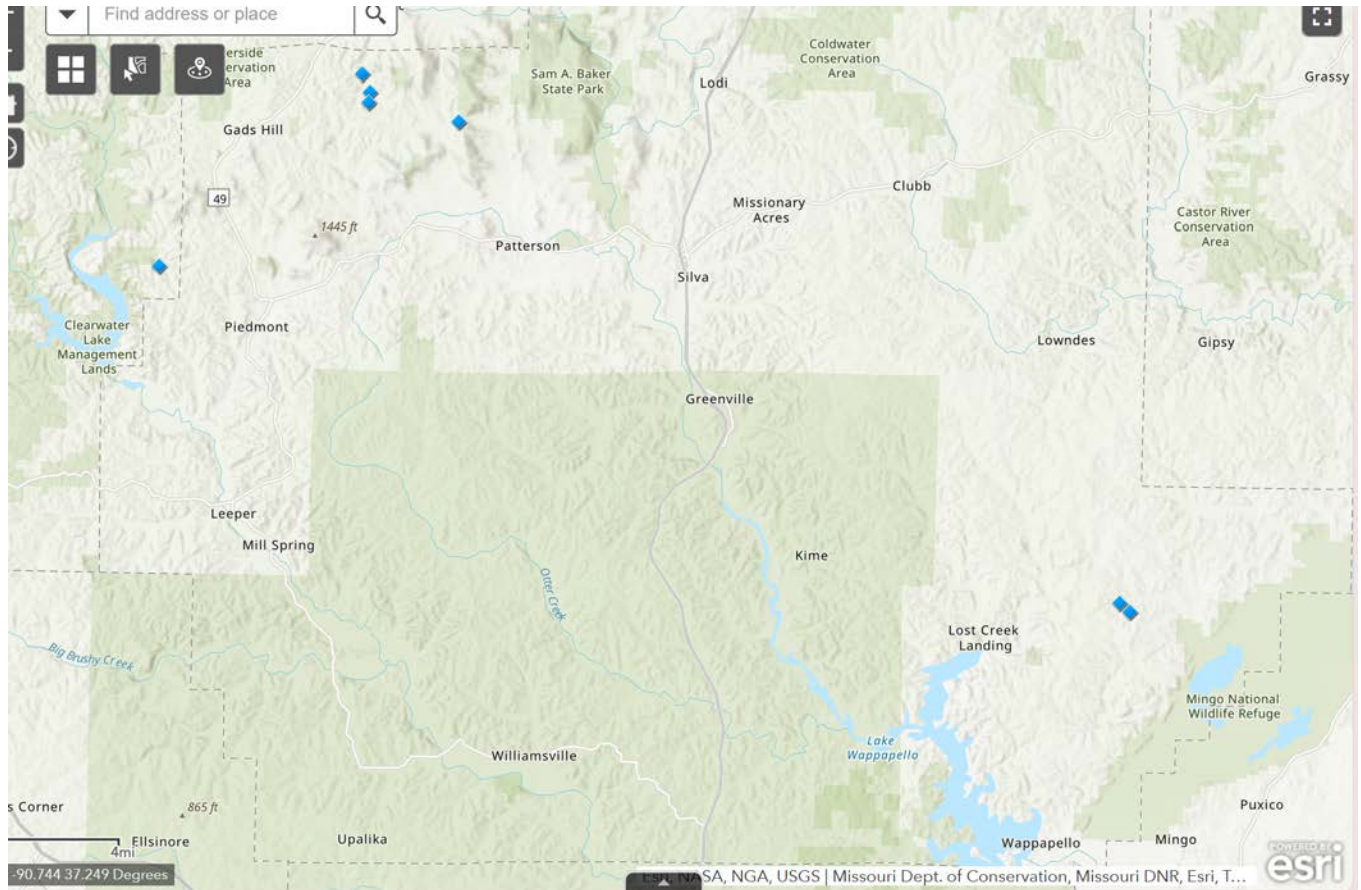 Find address or place
erside
ervation
Area
Gads Hill
49
1445 ft
Sam A. Baker
State Park
Lodi
Coldwater
Conservation
Area
Grassy
Clubb
Missionary
Acres
Castor River
Conservation
Area
Patterson
Silva
Clearwater
Lake
Management
Lands
Piedmont
Lowndes
Gipsy
Greenville
Leeper
Mill Spring
Kime
Otter Creek
Lost Creek
Landing
Big Brushy Creek
Mingo National
Wildlife Refuge
Lake
Wappapello
Williamsville
s Corner
865 ft
Puxico
Ellsinore
Upalika
Wappapello
Mingo
4mi
-90.744 37.249 Degrees
Esri, NASA, NGA, USGS | Missouri Dept. of Conservation, Missouri DNR, Esri, T...
POWERED BY
esri